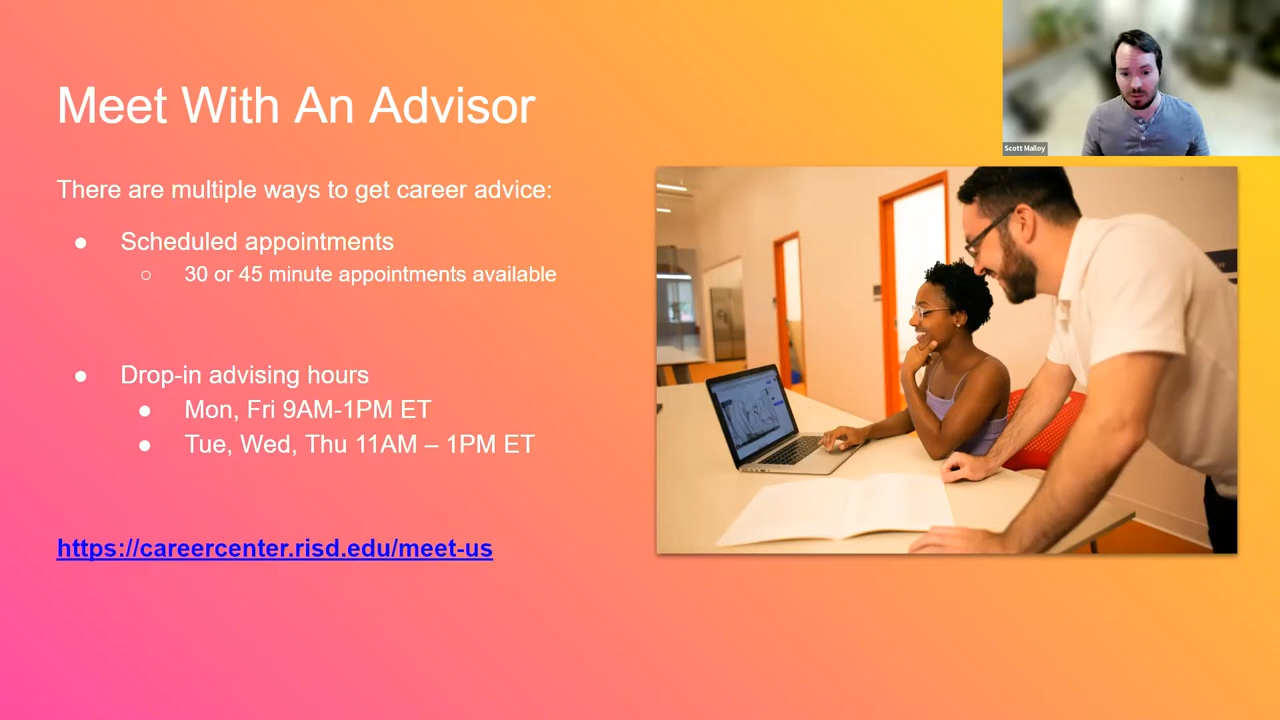 Meet With An Advisor
Scott Malloy
There are multiple ways to get career advice:
● Scheduled appointments
○ 30 or 45 minute appointments available
● Drop-in advising hours
● Mon, Fri 9AM-1PM ET
● Tue, Wed, Thu 11AM – 1PM ET
https://careercenter.risd.edu/meet-us